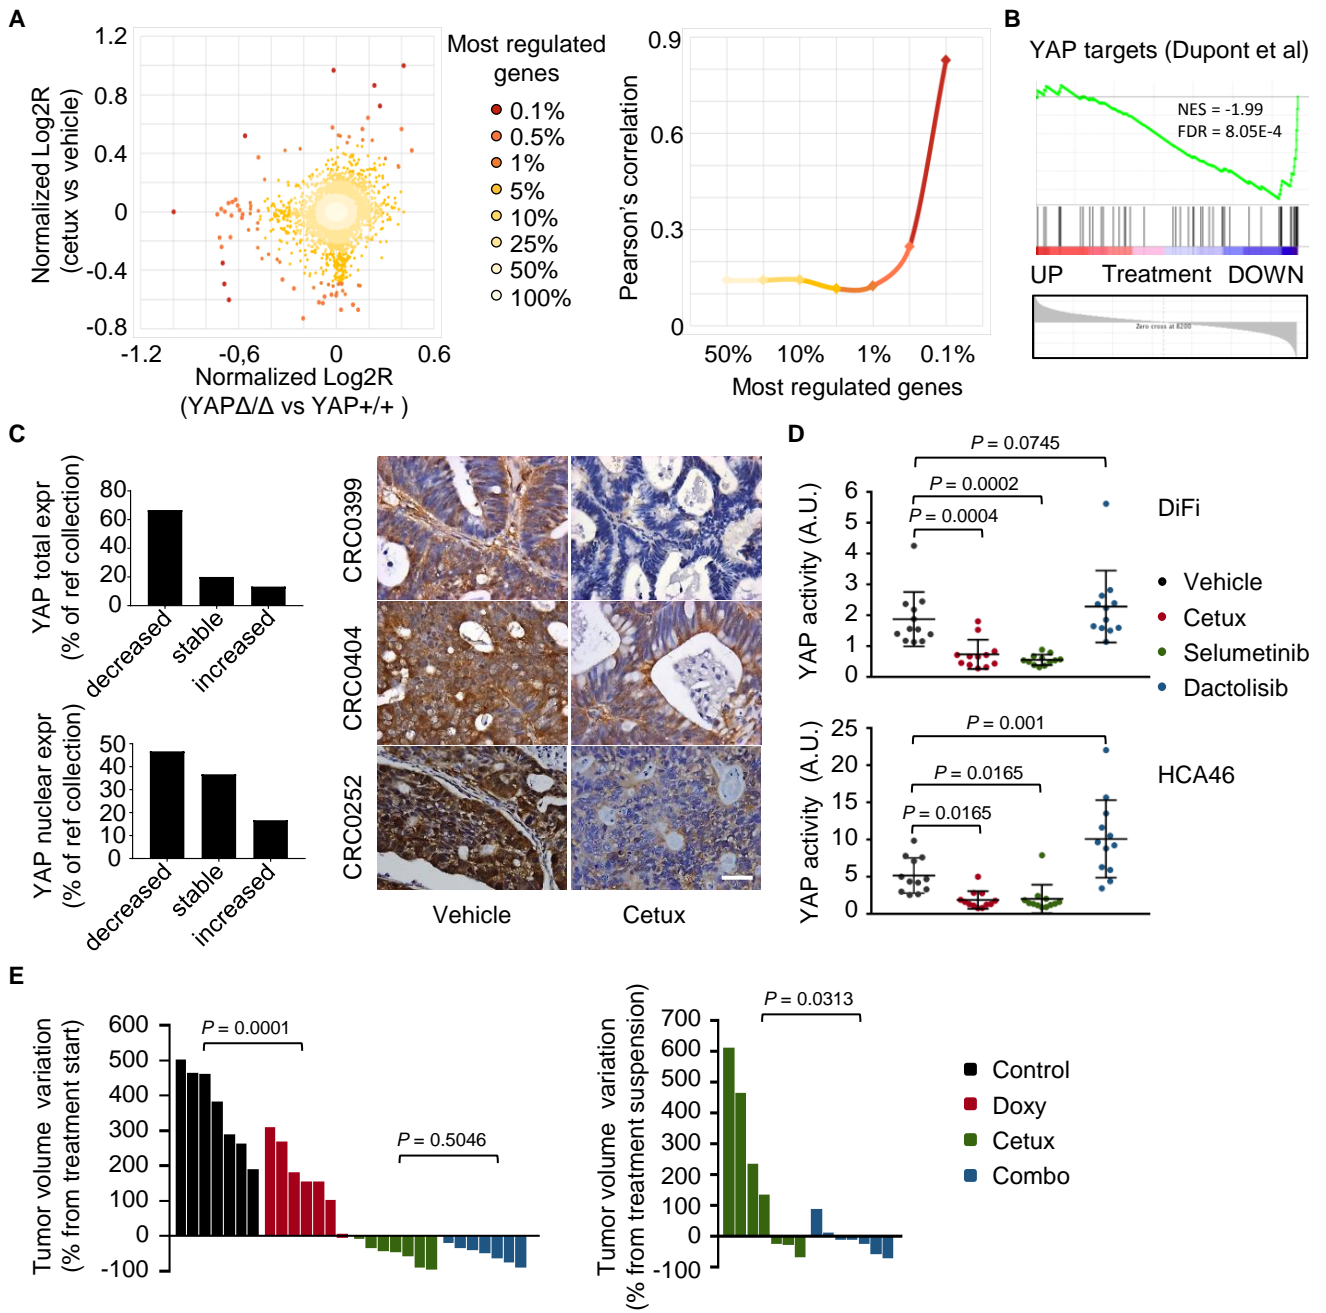 A
1.2
0.8
0.4
0
-0.4
-0.8
-1.2
-0,6
0
0.6
Normalized Log2R
(cetux vs vehicle)
Normalized Log2R
(YAPΔ/Δ vs YAP+/+ )
Most regulated
genes
0.1%
0.5%
1%
5%
10%
25%
50%
100%
0.9
0.6
0.3
0
Pearson's correlation
50%
10%
1%
0.1%
Most regulated genes
B
YAP targets (Dupont et al)
NES = -1.99
FDR = 8.05E-4
UP
Treatment
DOWN
Zero cross at 8200
C
YAP total expr
(% of ref collection)
80
60
40
20
0
decreased
stable
increased
YAP nuclear expr
(% of ref collection)
50
40
30
20
10
0
decreased
stable
increased
CRC0399
CRC0404
CRC0252
Vehicle
Cetux
D
P = 0.0745
P = 0.0002
P = 0.0004
YAP activity (A.U.)
6
5
4
3
2
1
0
DiFi
Vehicle
Cetux
Selumetinib
Dactolisib
P = 0.001
P = 0.0165
P = 0.0165
YAP activity (A.U.)
25
20
15
10
5
0
HCA46
E
Tumor volume variation
(% from treatment start)
600
500
400
300
200
100
0
-100
P = 0.0001
P = 0.5046
Tumor volume variation
(% from treatment suspension)
700
600
500
400
300
200
100
0
-100
P = 0.0313
Control
Doxy
Cetux
Combo